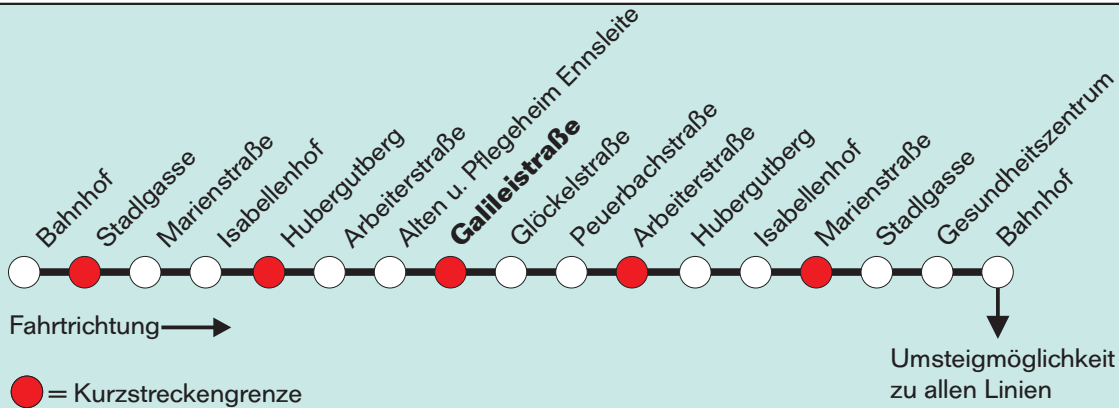 Bahnhof
Stadlgasse
Marienstraße
Isabellenhof
Hubergutberg
Arbeiterstraße
Alten u. Pflegeheim Ennsleite
Galileistraße
Glöckelstraße
Peuerbachstraße
Arbeiterstraße
Hubergutberg
Isabellenhof
Marienstraße
Stadlgasse
Gesundheitszentrum
Bahnhof
Fahrtrichtung
Umsteigmöglichkeit
zu allen Linien
= Kurzstreckengrenze